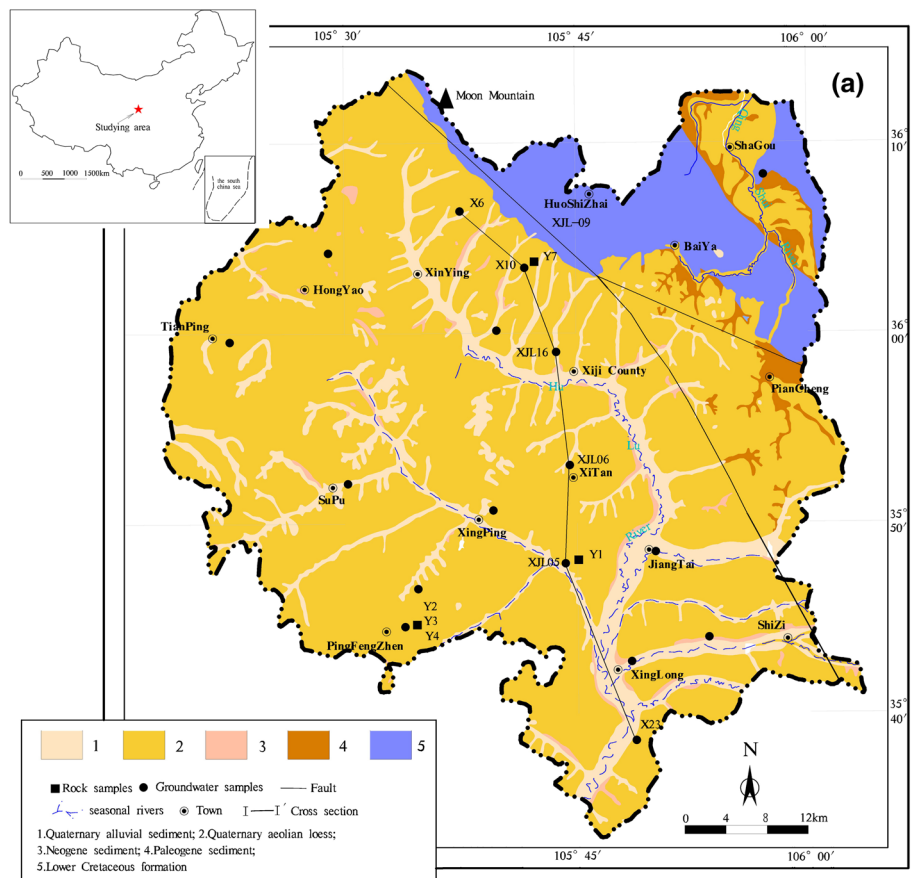 105° 30′ 105° 45′ 106° 00′
(a)
Studying area
0 500 1000 1500km
the south
china sea
Moon Mountain
36°
10′
ShaGou
HuoShiZhai
XJL-09
X6
BaiYa
Y7
X10
XinYing
HongYao
TianPing
36°
00′
XJL16
Xiji County
PianCheng
Hu
Lu
River
XJL06
XiTan
SuPu
35°
50′
XingPing
XJL05
Y1
JiangTai
Y2
Y3
Y4
PingFengZhen
ShiZi
XingLong
35°
40′
X23
N
0 4 8 12km
1 2 3 4 5
Rock samples Groundwater samples Fault
seasonal rivers Town I I′ Cross section
1.Quaternary alluvial sediment; 2.Quaternary aeolian loess;
3.Neogene sediment; 4.Paleogene sediment;
5.Lower Cretaceous formation
105° 45′ 106° 00′